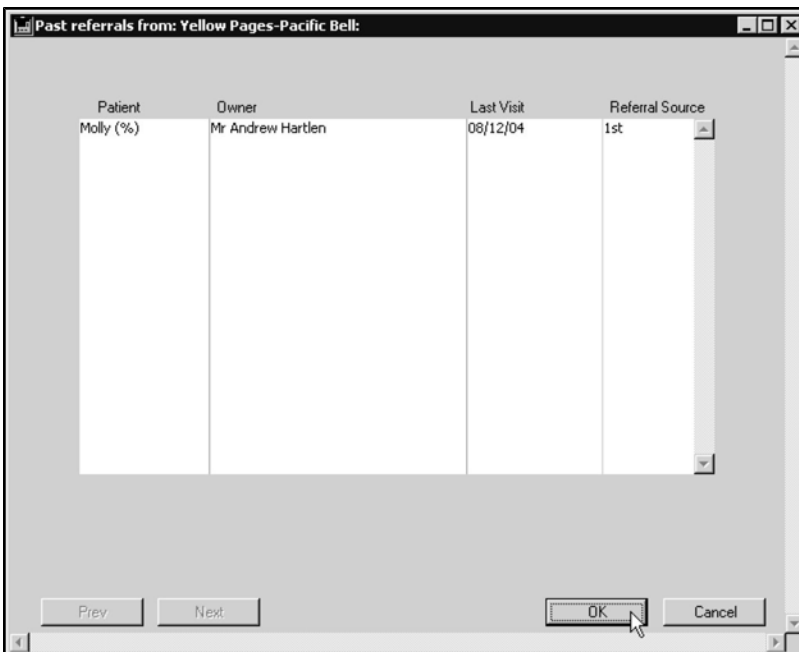 Past referrals from: Yellow Pages-Pacific Bell:
Patient Owner Last Visit Referral Source
Molly (%) Mr Andrew Hartlen 08/12/04 1st
Prev Next OK Cancel